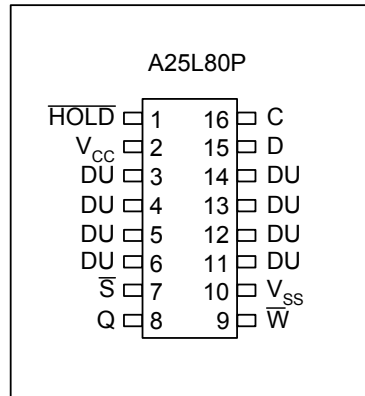 A25L80P
HOLD 1 16 C
VCC 2 15 D
DU 3 14 DU
DU 4 13 DU
DU 5 12 DU
DU 6 11 DU
S 7 10 VSS
Q 8 9 W